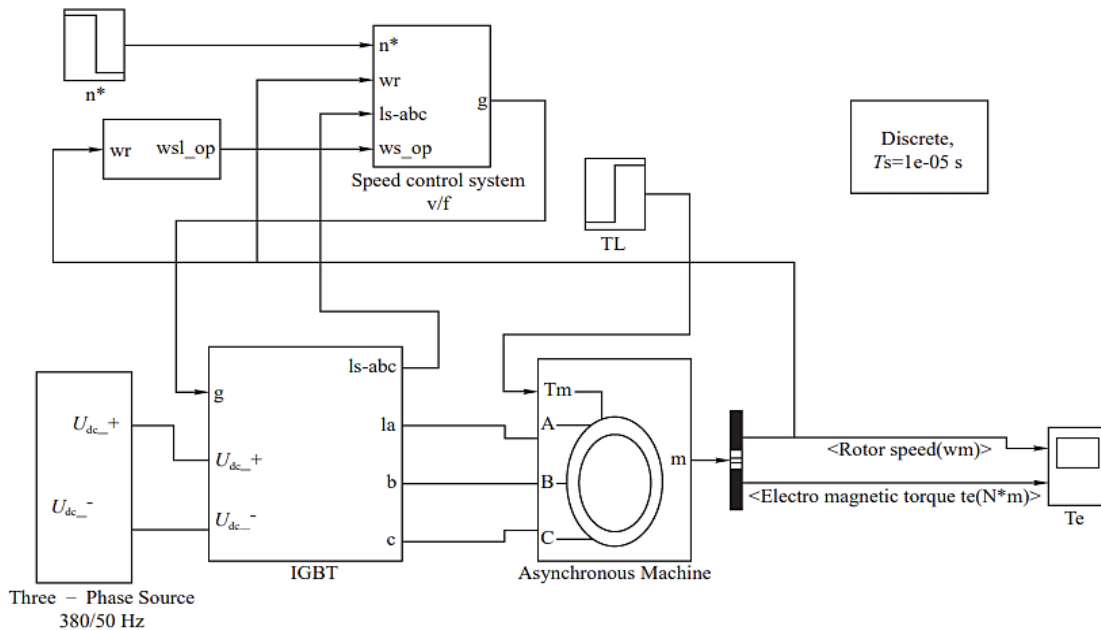 n*
n*
wr
ls-abc
ws_op
g
Speed control system
v/f
wr
wsl_op
Discrete,
Ts=1e-05 s
TL
ls-abc
g
la
Udc_+
b
Udc_-
c
IGBT
Udc_+
Udc_-
Three – Phase Source
380/50 Hz
Tm
A
B
C
m
Asynchronous Machine
<Rotor speed(wm)>
<Electro magnetic torque te(N*m)>
Te